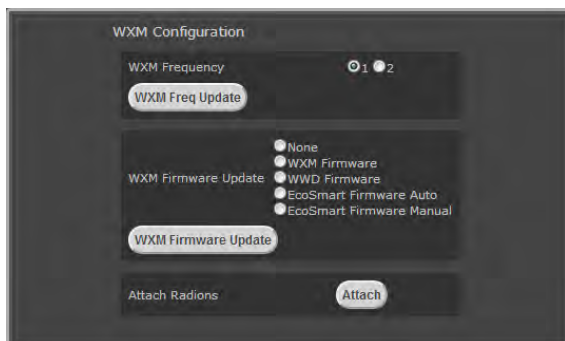 WXM Configuration
WXM Frequency 1 2
WXM Freq Update
None
WXM Firmware
WXM Firmware Update WWD Firmware
EcoSmart Firmware Auto
EcoSmart Firmware Manual
WXM Firmware Update
Attach Radions Attach